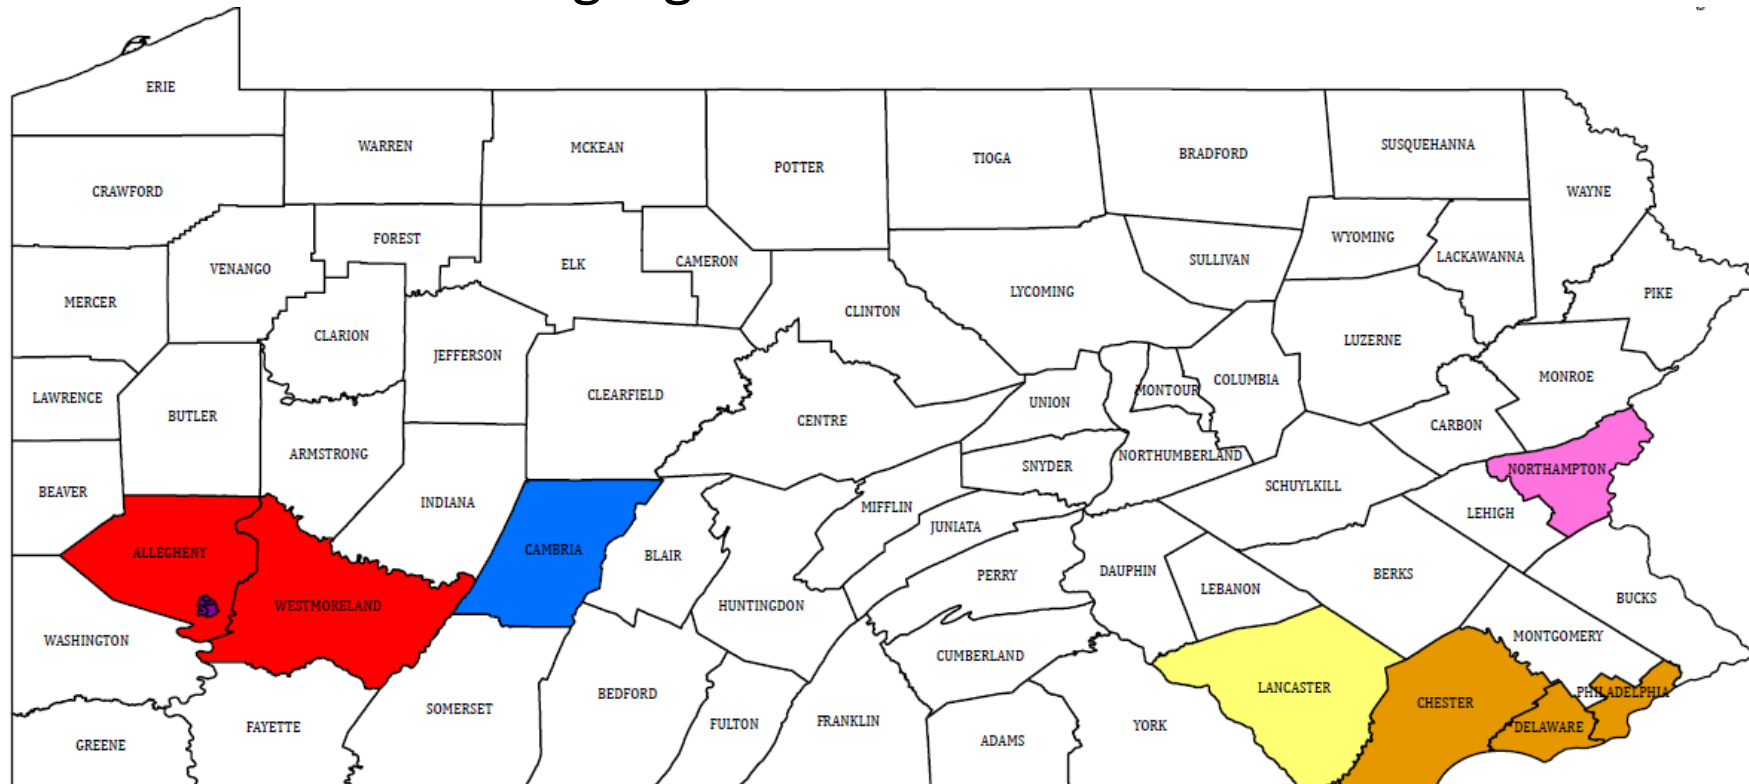 ERIE
WARREN
MCKEAN
POTTER
TIOGA
BRADFORD
SUSQUEHANNA
WAYNE
CRAWFORD
FOREST
VENANGO
ELK
CAMERON
SULLIVAN
WYOMING
LACKAWANNA
MERCER
CLARION
CLINTON
LYCOMING
PIKE
JEFFERSON
LUZERNE
LAWRENCE
BUTLER
CLEARFIELD
CENTRE
UNION
MONTOUR
COLUMBIA
MONROE
CARBON
ARMSTRONG
SNYDER
NORTHUMBERLAND
NORTHAMPTON
BEAVER
INDIANA
MIFFLIN
SCHUYLKILL
LEHIGH
JUNIATA
ALLEGHENY
CAMBRIA
BLAIR
PERRY
DAUPHIN
BERKS
WESTMORELAND
HUNTINGDON
LEBANON
BUCKS
WASHINGTON
CUMBERLAND
MONTGOMERY
BEDFORD
LANCASTER
PHILADELPHIA
SOMERSET
CHESTER
FAYETTE
FULTON
FRANKLIN
YORK
DELAWARE
GREENE
ADAMS